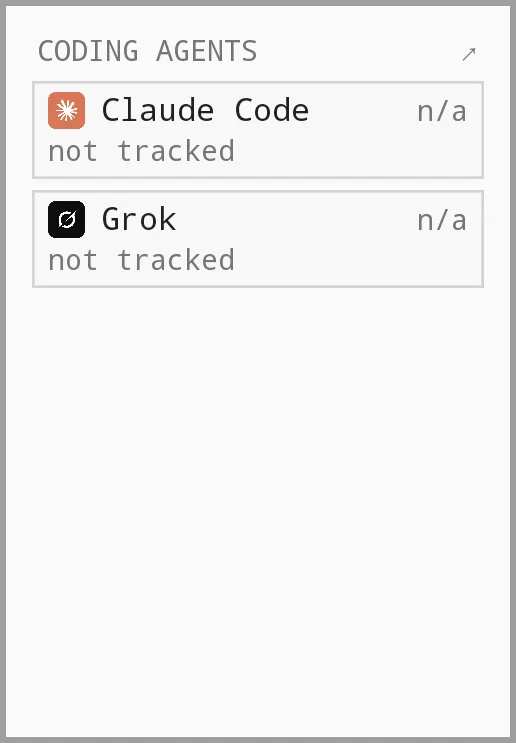 CODING AGENTS ↗
Claude Code n/a
not tracked
Grok n/a
not tracked